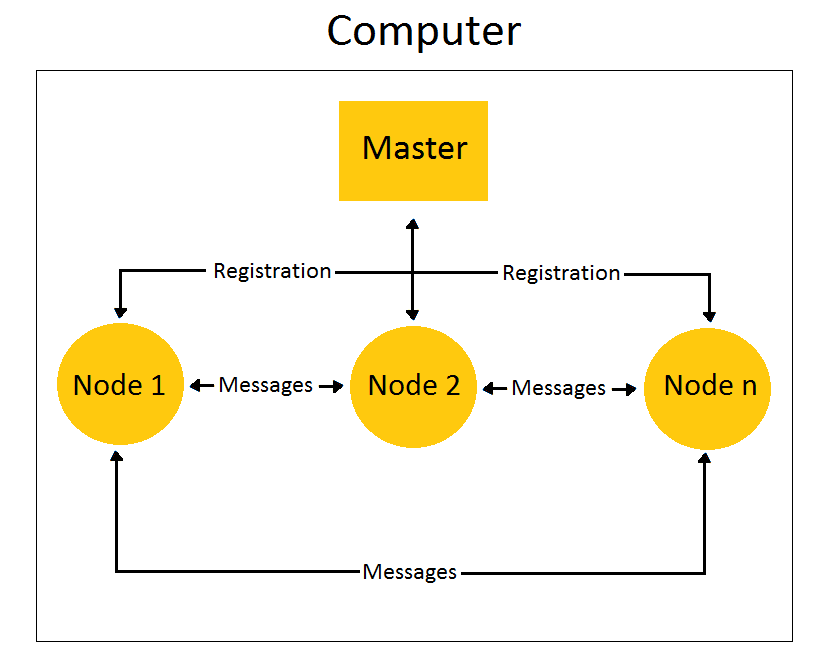 Computer
Master
Registration
Registration
Node 1
Messages
Node 2
Messages
Node n
Messages